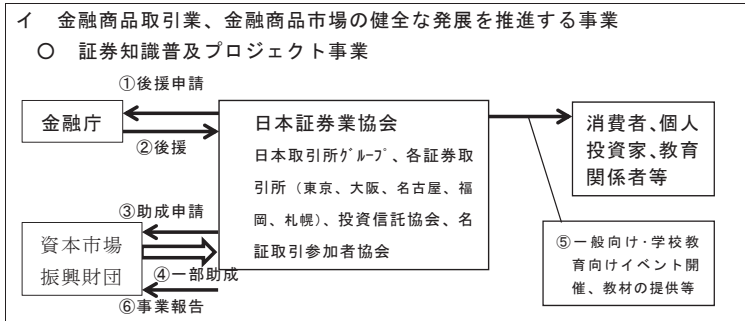 イ 金融商品取引業、金融商品市場の健全な発展を推進する事業
○ 証券知識普及プロジェクト事業
①後援申請
金融庁
②後援
日本証券業協会
日本取引所ｸﾞﾙｰﾌﾟ、各証券取
引所（東京、大阪、名古屋、福
岡、札幌）、投資信託協会、名
証取引参加者協会
消費者、個人
投資家、教育
関係者等
③助成申請
資本市場
振興財団
④一部助成
⑥事業報告
⑤一般向け・学校教
育向けイベント開
催、教材の提供等